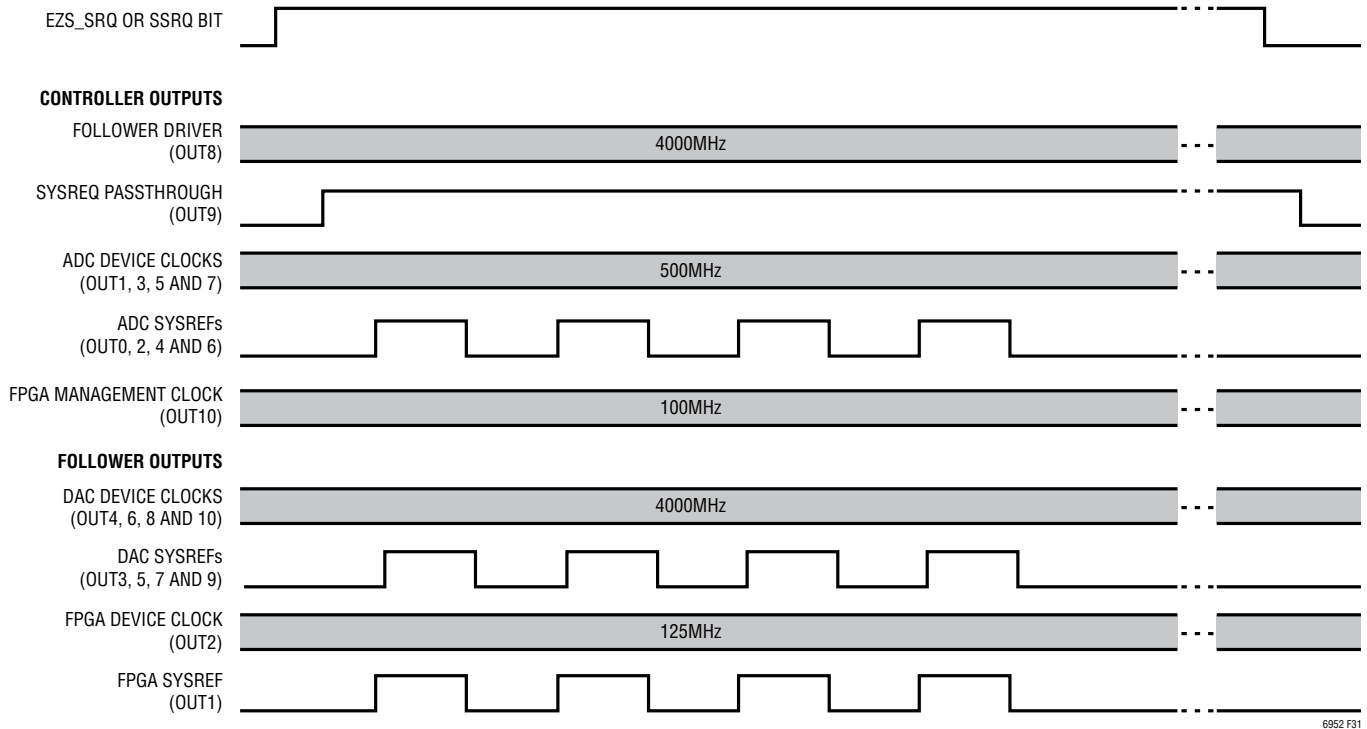 EZS_SRQ OR SSRQ BIT
CONTROLLER OUTPUTS
FOLLOWER DRIVER
(OUT8)
4000MHz
SYSREQ PASSTHROUGH
(OUT9)
ADC DEVICE CLOCKS
(OUT1, 3, 5 AND 7)
500MHz
ADC SYSREFs
(OUT0, 2, 4 AND 6)
FPGA MANAGEMENT CLOCK
(OUT10)
100MHz
FOLLOWER OUTPUTS
DAC DEVICE CLOCKS
(OUT4, 6, 8 AND 10)
4000MHz
DAC SYSREFs
(OUT3, 5, 7 AND 9)
FPGA DEVICE CLOCK
(OUT2)
125MHz
FPGA SYSREF
(OUT1)
6952 F31